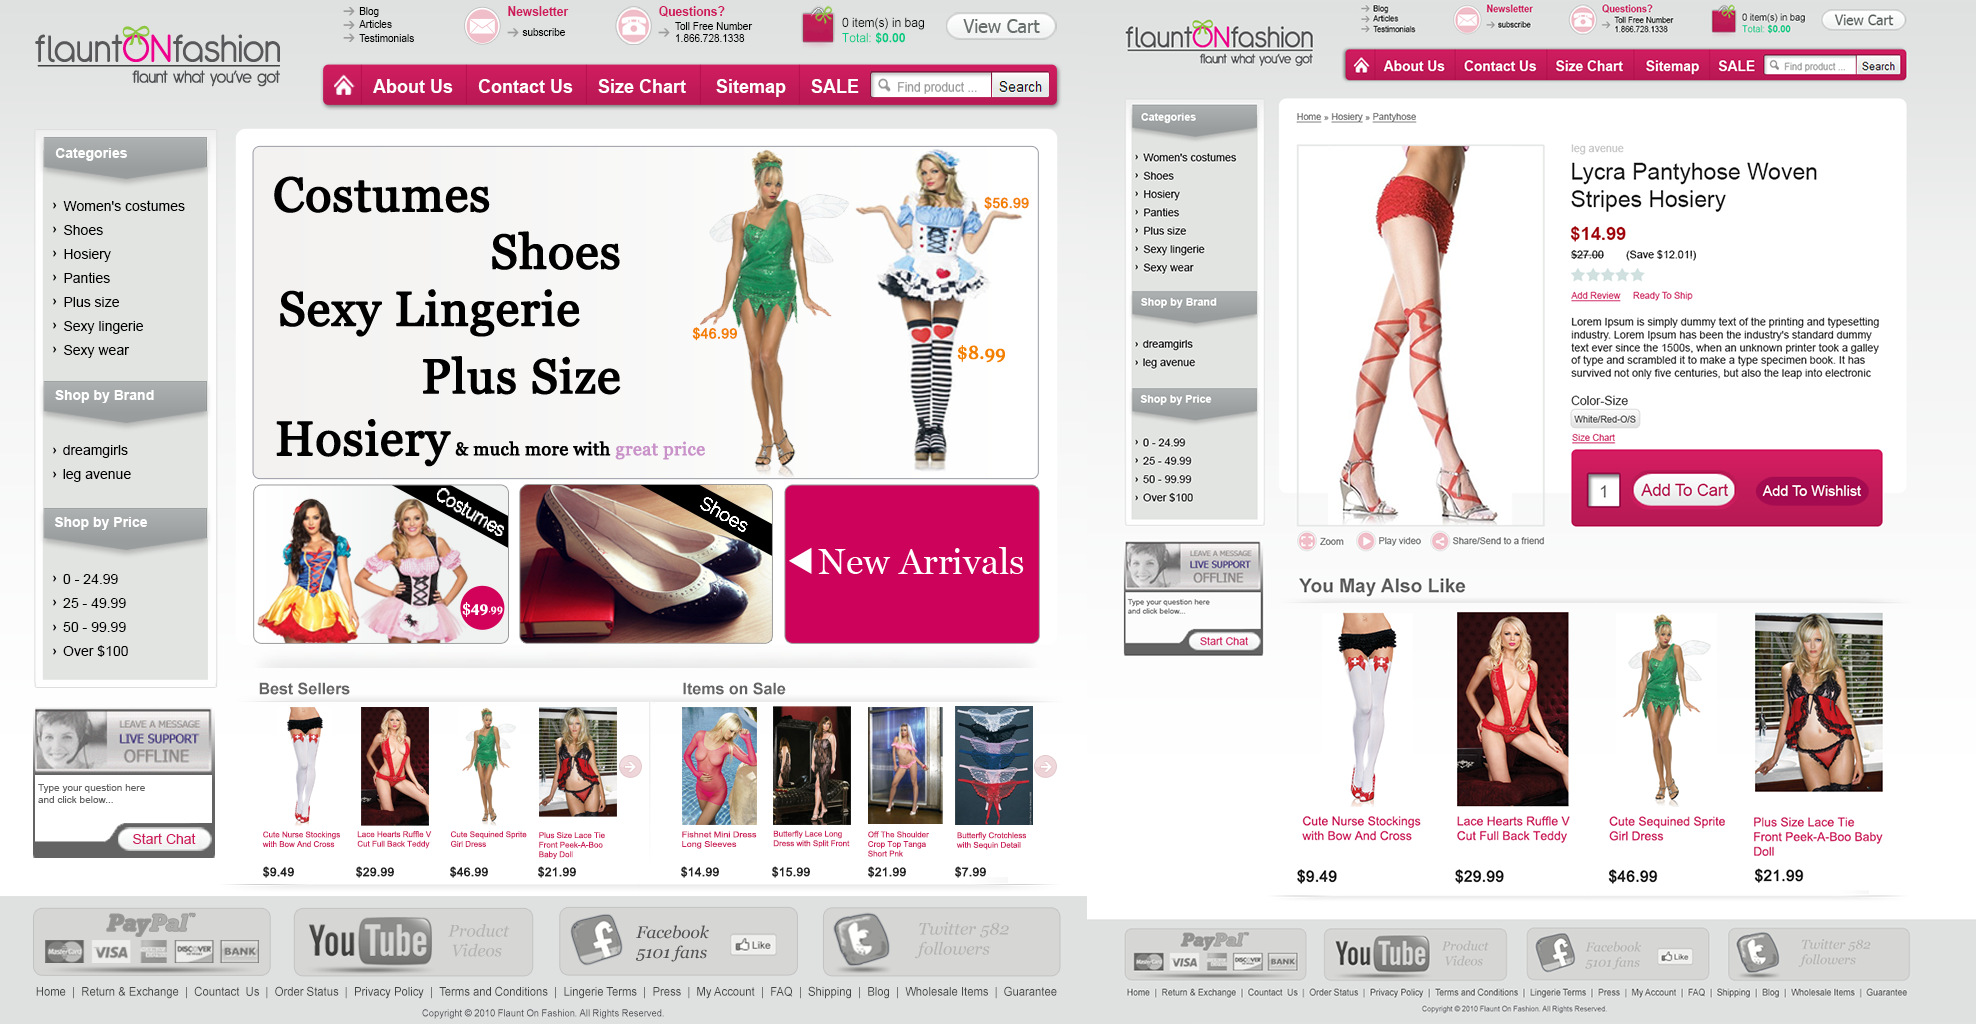 flauntONfashion
flaunt what you've got
Blog
Articles
Testimonials
Newsletter
subscribe
Questions?
Toll Free Number
1.866.728.1338
0 item(s) in bag
Total: $0.00
View Cart
About Us
Contact Us
Size Chart
Sitemap
SALE
Find product ...
Search
Categories
Women's costumes
Shoes
Hosiery
Panties
Plus size
Sexy lingerie
Sexy wear
Shop by Brand
dreamgirls
leg avenue
Shop by Price
0 - 24.99
25 - 49.99
50 - 99.99
Over $100
LEAVE A MESSAGE
LIVE SUPPORT
OFFLINE
Type your question here
and click below...
Start Chat
Costumes
Shoes
Sexy Lingerie
Plus Size
Hosiery & much more with great price
$46.99
$56.99
$8.99
Costumes
$49.99
Shoes
New Arrivals
Best Sellers
Cute Nurse Stockings
with Bow And Cross
$9.49
Lace Hearts Ruffle V
Cut Full Back Teddy
$29.99
Cute Sequined Sprite
Girl Dress
$46.99
Plus Size Lace Tie
Front Peek-A-Boo
Baby Doll
$21.99
Items on Sale
Fishnet Mini Dress
Long Sleeves
$14.99
Butterfly Lace Long
Dress with Split Front
$15.99
Off The Shoulder
Crop Top Tanga
Short Pnk
$21.99
Butterfly Crotchless
with Sequin Detail
$7.99
PayPal
MasterCard VISA DISCOVER BANK
YouTube
Product
Videos
Facebook
5101 fans
Like
Twitter 582
followers
Home | Return & Exchange | Countact Us | Order Status | Privacy Policy | Terms and Conditions | Lingerie Terms | Press | My Account | FAQ | Shipping | Blog | Wholesale Items | Guarantee
Copyright © 2010 Flaunt On Fashion. All Rights Reserved.
flauntONfashion
flaunt what you've got
Blog
Articles
Testimonials
Newsletter
subscribe
Questions?
Toll Free Number
1.866.728.1338
0 item(s) in bag
Total: $0.00
View Cart
About Us
Contact Us
Size Chart
Sitemap
SALE
Find product ...
Search
Categories
Women's costumes
Shoes
Hosiery
Panties
Plus size
Sexy lingerie
Sexy wear
Shop by Brand
dreamgirls
leg avenue
Shop by Price
0 - 24.99
25 - 49.99
50 - 99.99
Over $100
LEAVE A MESSAGE
LIVE SUPPORT
OFFLINE
Type your question here
and click below...
Start Chat
Home » Hosiery » Pantyhose
leg avenue
Lycra Pantyhose Woven
Stripes Hosiery
$14.99
$27.00 (Save $12.01!)
Add Review Ready To Ship
Lorem Ipsum is simply dummy text of the printing and typesetting
industry. Lorem Ipsum has been the industry's standard dummy
text ever since the 1500s, when an unknown printer took a galley
of type and scrambled it to make a type specimen book. It has
survived not only five centuries, but also the leap into electronic
Color-Size
White/Red-O/S
Size Chart
1
Add To Cart
Add To Wishlist
Zoom
Play video
Share/Send to a friend
You May Also Like
Cute Nurse Stockings
with Bow And Cross
$9.49
Lace Hearts Ruffle V
Cut Full Back Teddy
$29.99
Cute Sequined Sprite
Girl Dress
$46.99
Plus Size Lace Tie
Front Peek-A-Boo Baby
Doll
$21.99
PayPal
MasterCard VISA DISCOVER BANK
YouTube
Product
Videos
Facebook
5101 fans
Like
Twitter 582
followers
Home | Return & Exchange | Countact Us | Order Status | Privacy Policy | Terms and Conditions | Lingerie Terms | Press | My Account | FAQ | Shipping | Blog | Wholesale Items | Guarantee
Copyright © 2010 Flaunt On Fashion. All Rights Reserved.